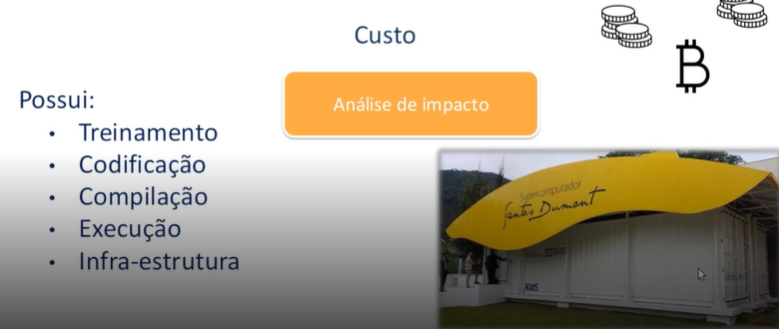 Custo
Análise de impacto
Possui:
• Treinamento
• Codificação
• Compilação
• Execução
• Infra-estrutura
Supercomputador
Santos Dumont